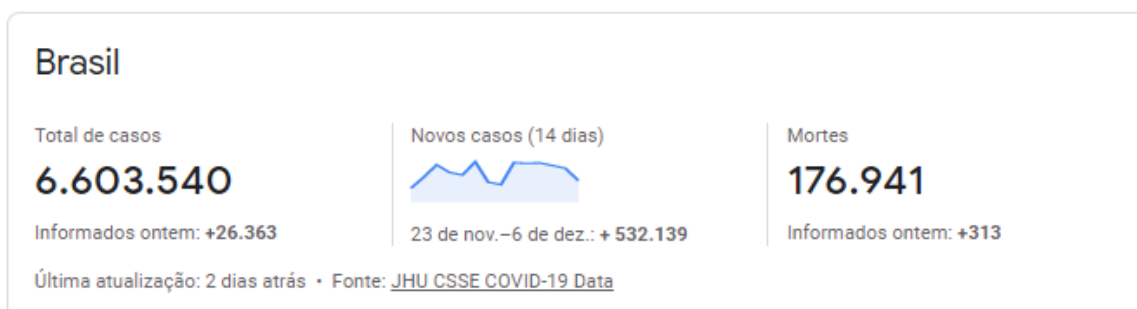 Brasil
Total de casos
6.603.540
Informados ontem: +26.363
Novos casos (14 dias)
23 de nov.–6 de dez.: + 532.139
Mortes
176.941
Informados ontem: +313
Última atualização: 2 dias atrás • Fonte: JHU CSSE COVID-19 Data